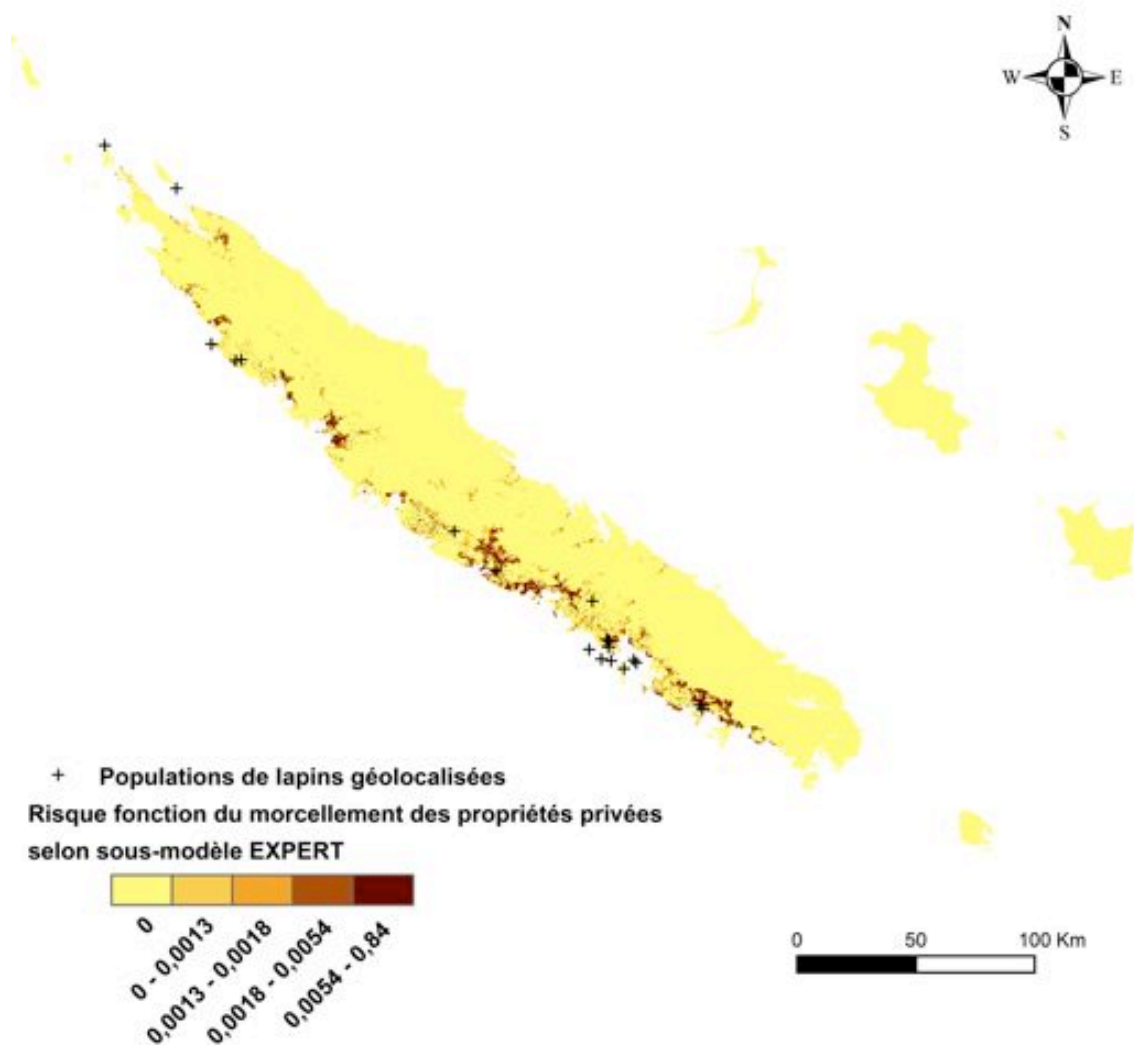 N
W E
S
+ Populations de lapins géolocalisées
Risque fonction du morcellement des propriétés privées
selon sous-modèle EXPERT
0
0 - 0,0013
0,0013 - 0,0018
0,0018 - 0,0054
0,0054 - 0,84
0 50 100 Km